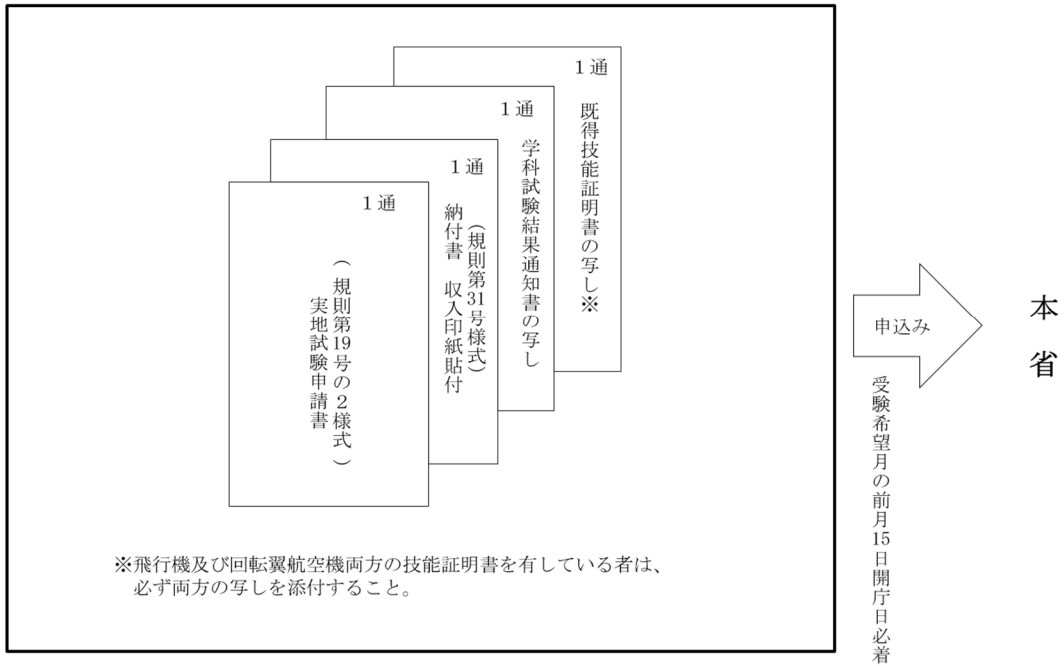 1通
既得技能証明書の写し※
1通
学科試験結果通知書の写し
1通
(規則第31号様式)
納付書 収入印紙貼付
1通
(規則第19号の2様式)
実地試験申請書
※飛行機及び回転翼航空機両方の技能証明書を有している者は、
必ず両方の写しを添付すること。
申込み
受験希望月の前月15日開庁日必着
本省